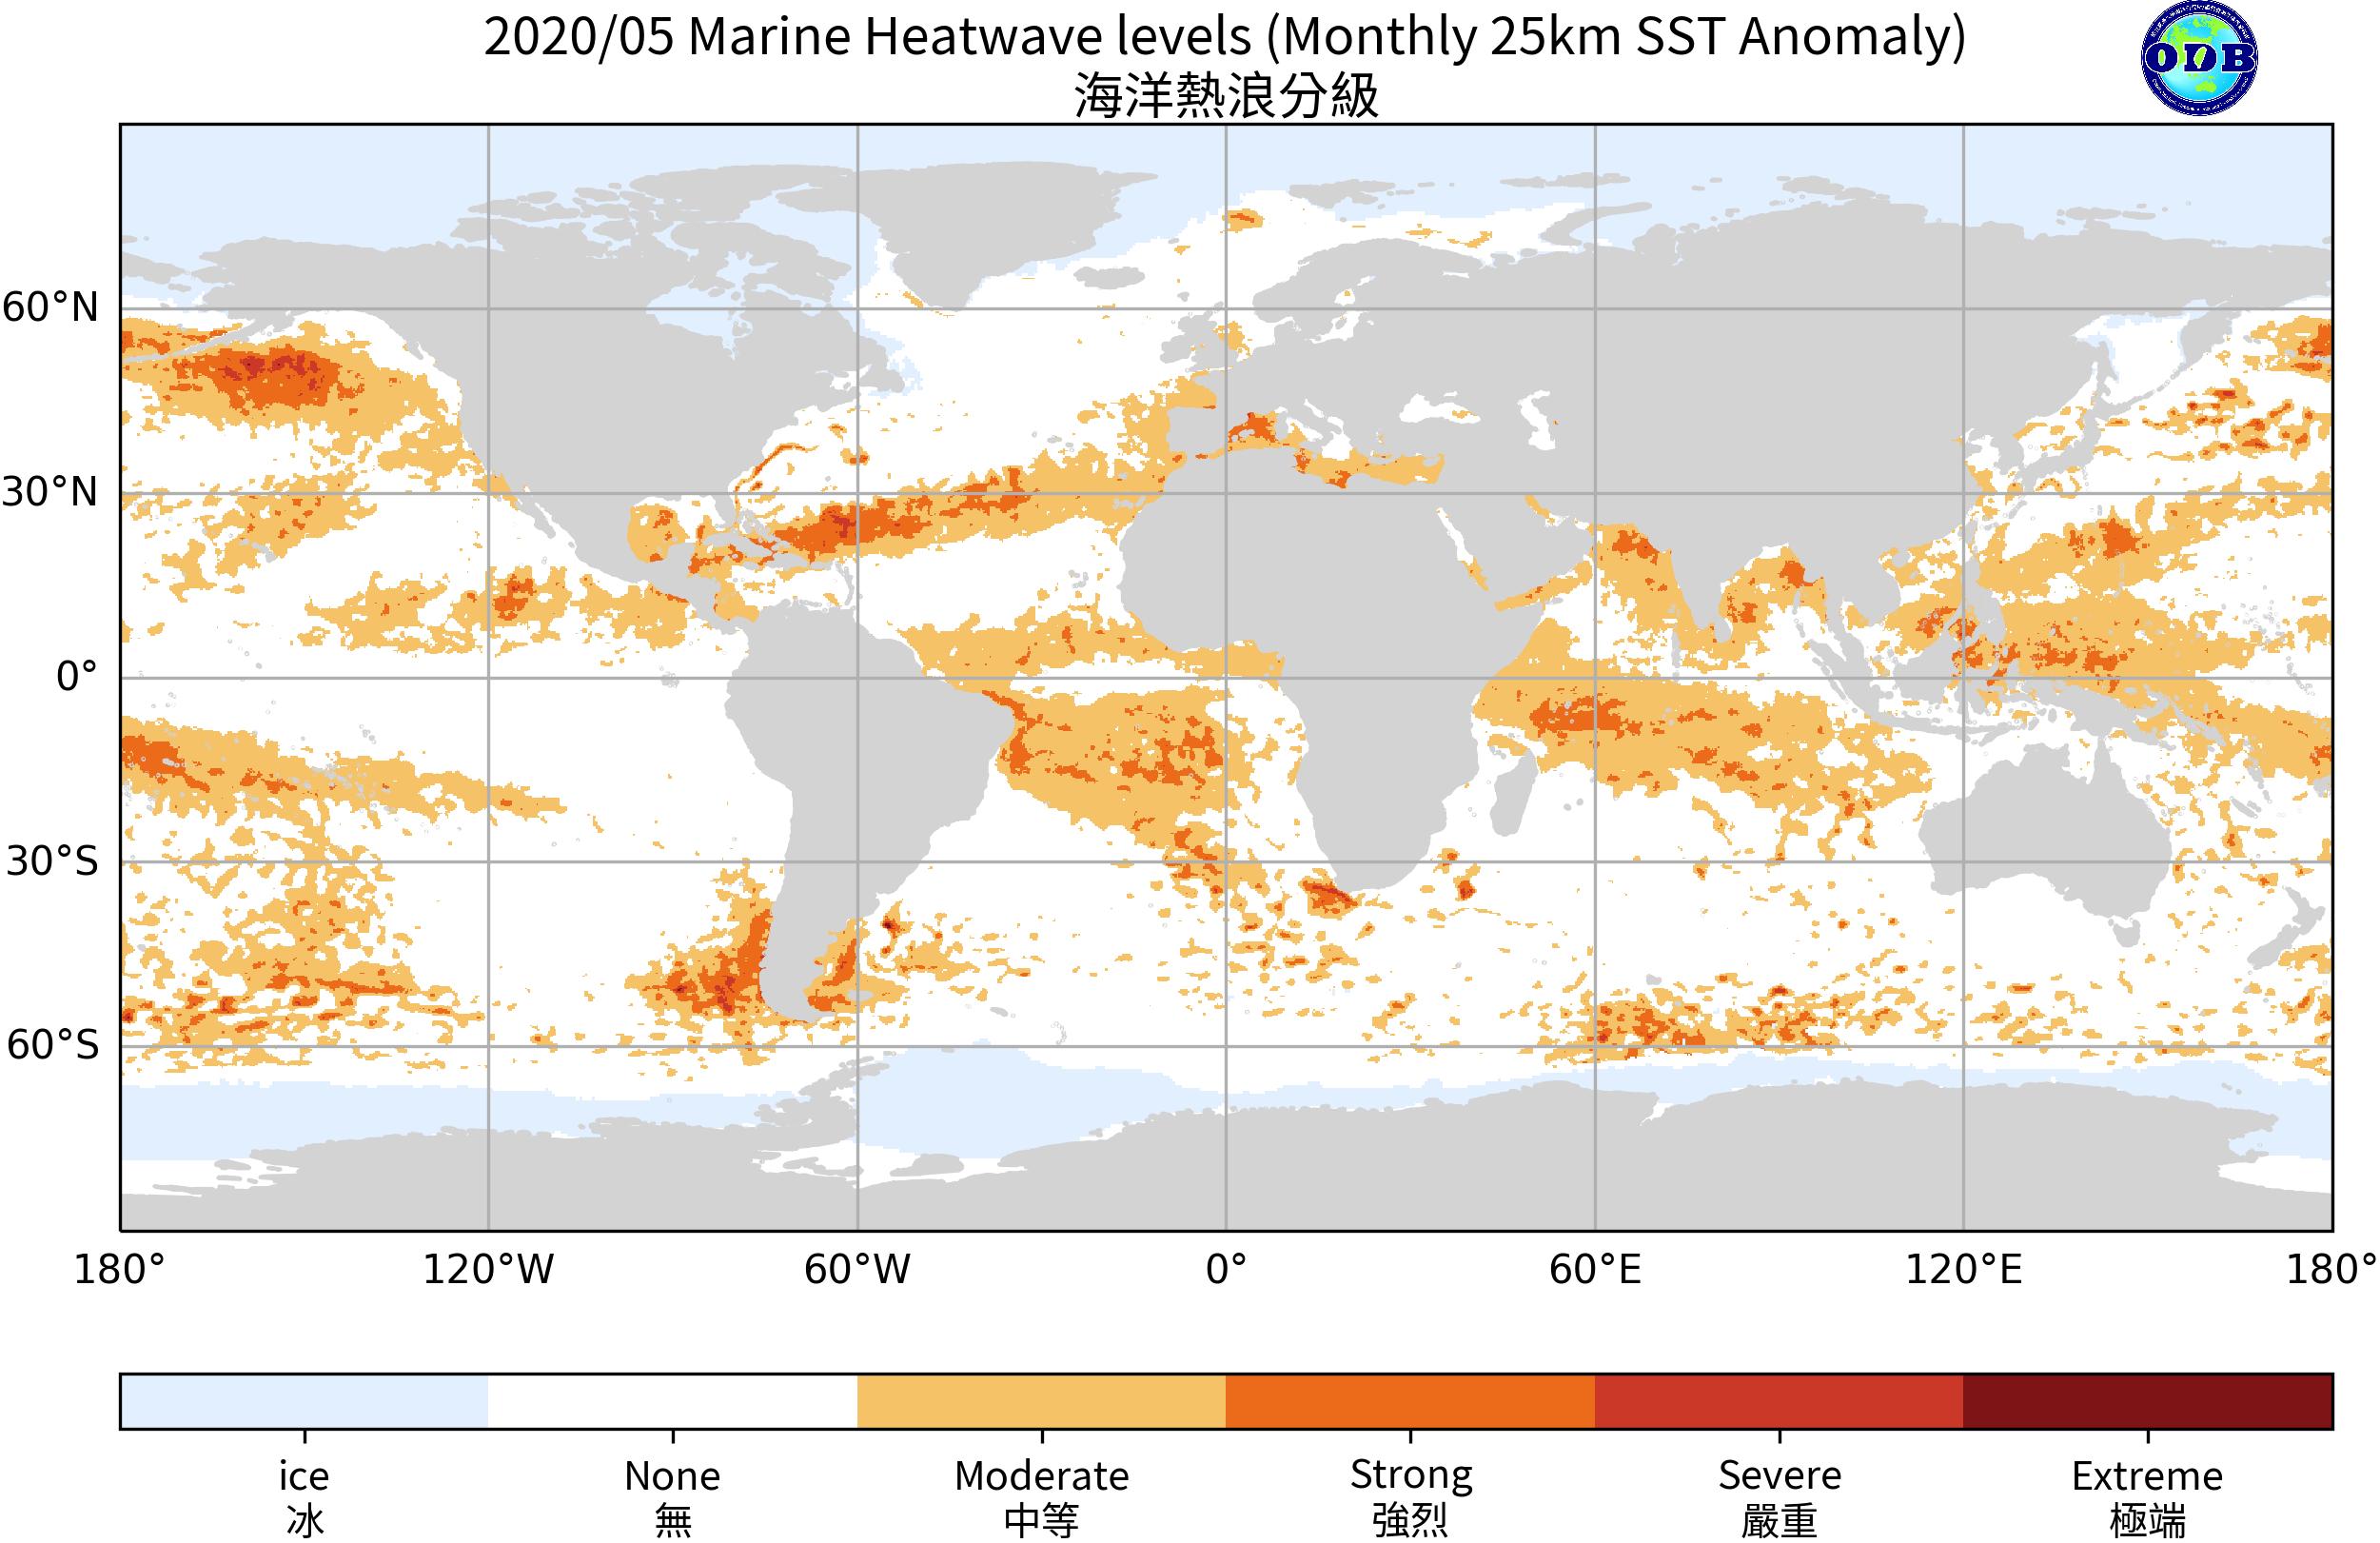 2020/05 Marine Heatwave levels (Monthly 25km SST Anomaly)
海洋熱浪分級
ODB
60°N
30°N
0°
30°S
60°S
180° 120°W 60°W 0° 60°E 120°E 180°
ice None Moderate Strong Severe Extreme
冰 無 中等 強烈 嚴重 極端